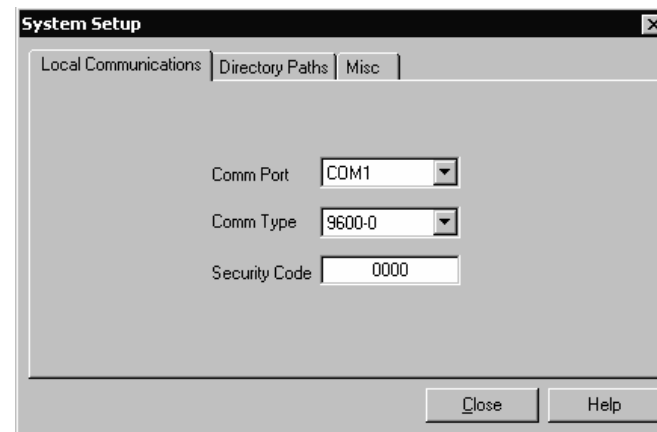 System Setup
Local Communications Directory Paths Misc
Comm Port COM1
Comm Type 9600-0
Security Code 0000
Close Help